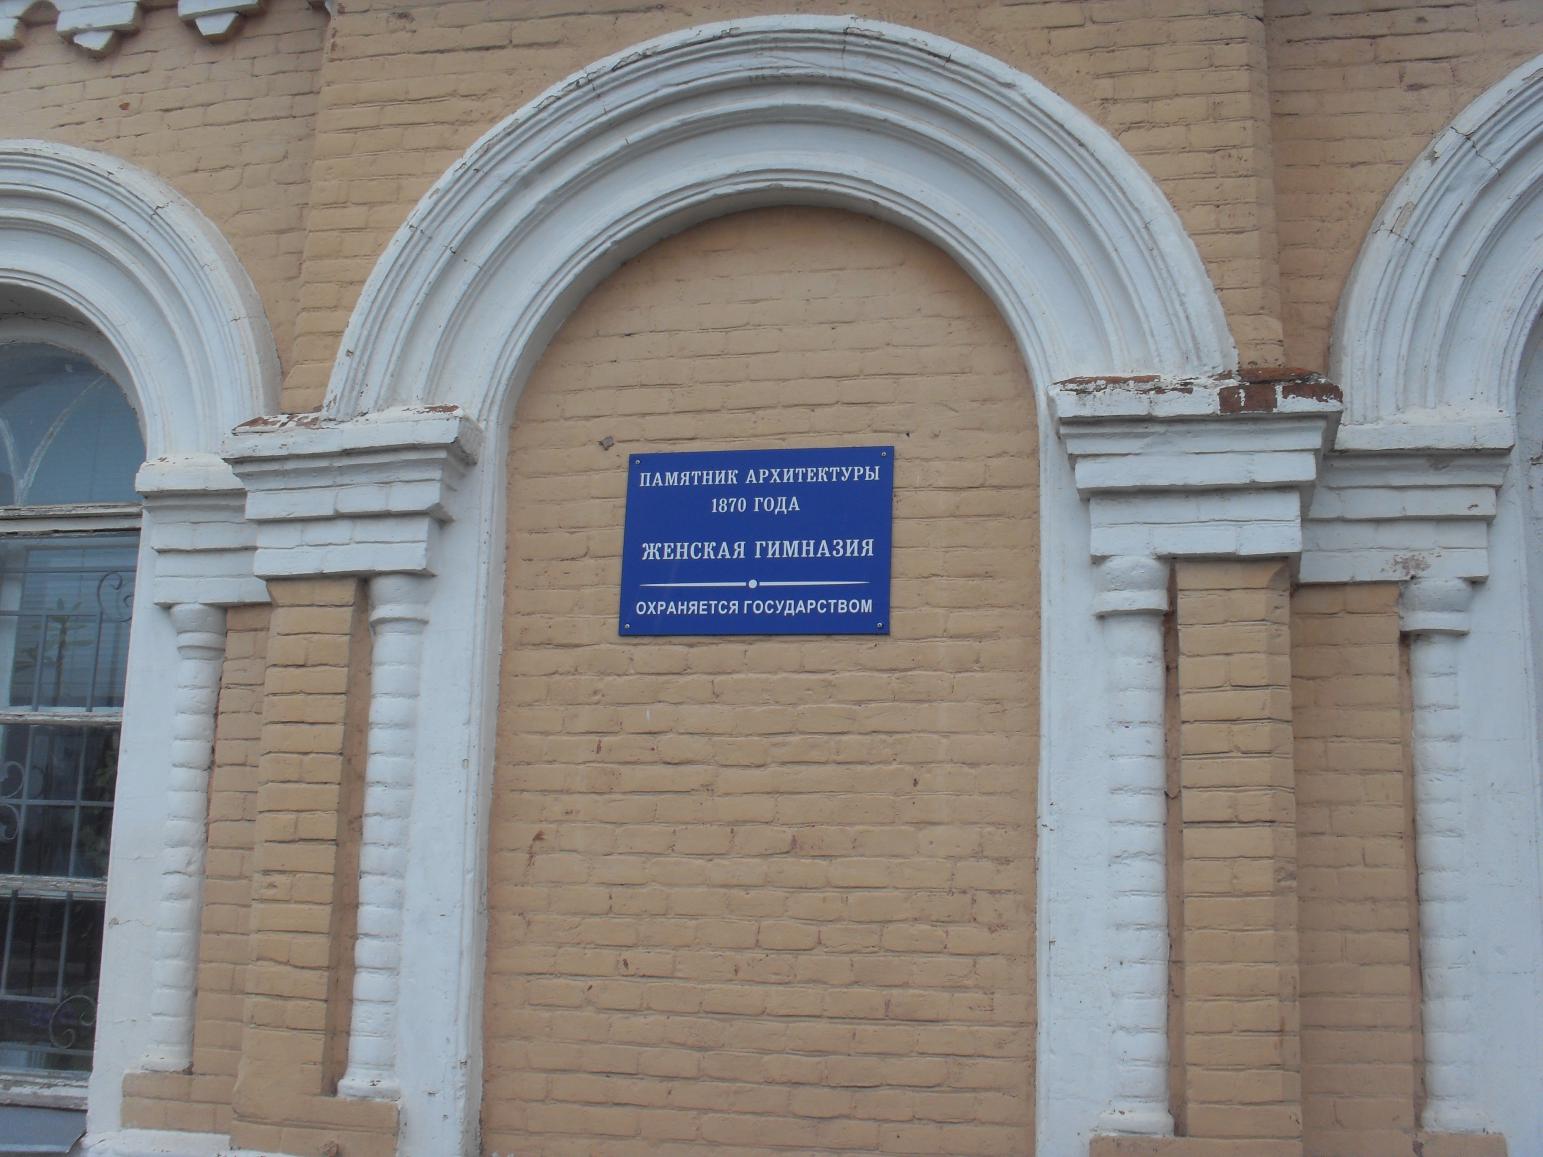 ПАМЯТНИК АРХИТЕКТУРЫ
1870 ГОДА
ЖЕНСКАЯ ГИМНАЗИЯ
ОХРАНЯЕТСЯ ГОСУДАРСТВОМ